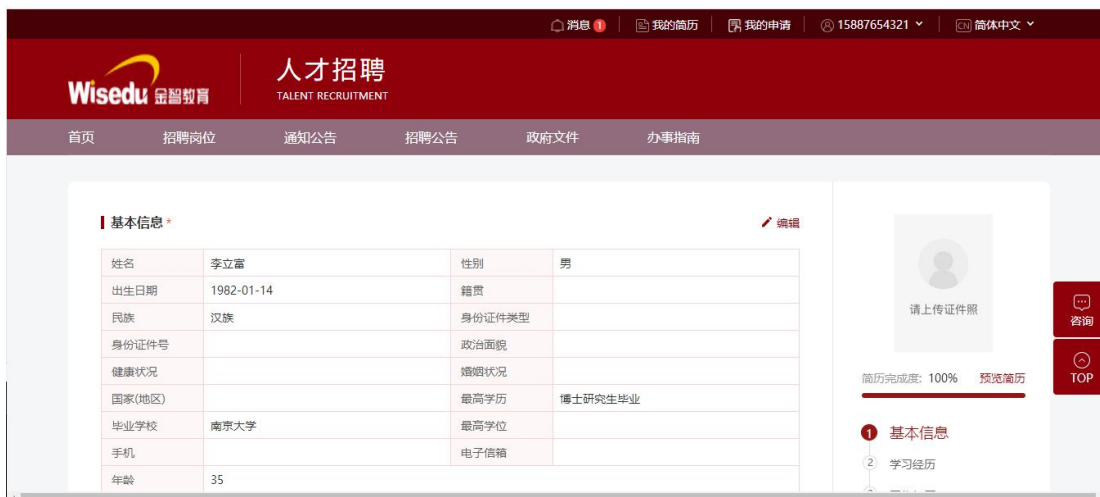 消息 1 我的简历 我的申请 15887654321 CN 简体中文
Wisedu 金智教育
人才招聘
TALENT RECRUITMENT
首页 招聘岗位 通知公告 招聘公告 政府文件 办事指南
基本信息 * 编辑
姓名 李立富 性别 男
出生日期 1982-01-14 籍贯
民族 汉族 身份证件类型
身份证件号 政治面貌
健康状况 婚姻状况
国家(地区) 最高学历 博士研究生毕业
毕业学校 南京大学 最高学位
手机 电子信箱
年龄 35
请上传证件照
简历完成度: 100% 预览简历
1 基本信息
2 学习经历
咨询
TOP